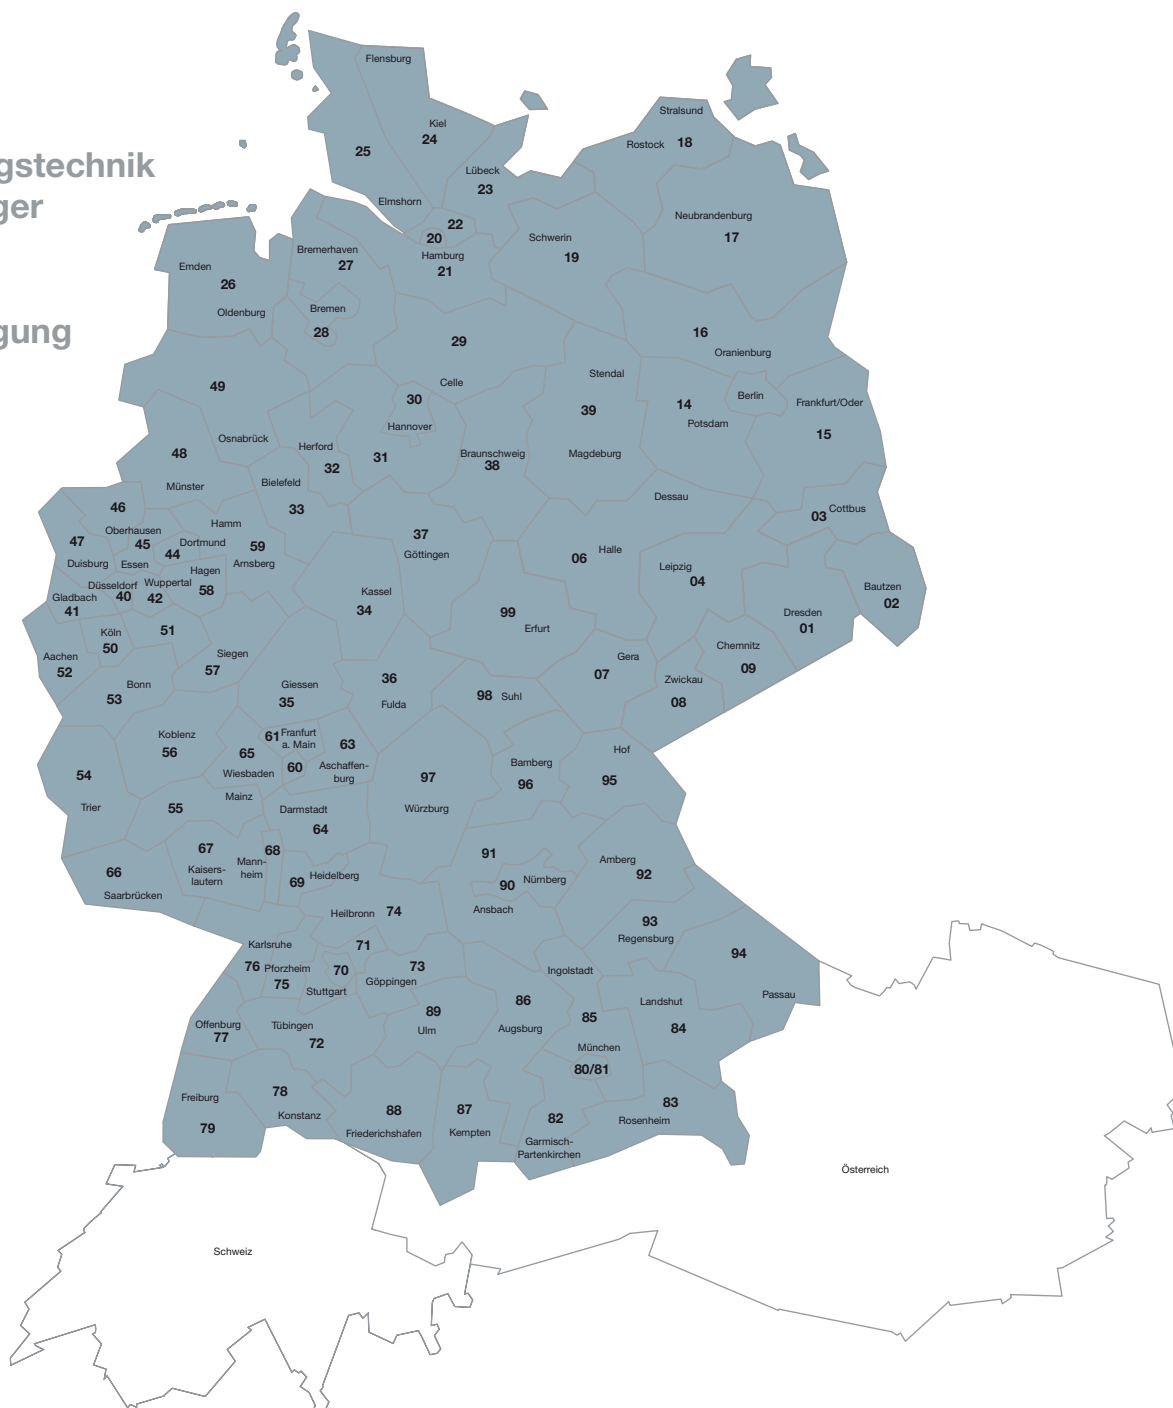 gstechnik
ger
gung
Flensburg
Kiel
24
25
Lübeck
23
Elmshorn
22
20
Hamburg
21
Stralsund
Rostock 18
Neubrandenburg
17
Schwerin
19
Bremerhaven
27
Emden
26
Oldenburg
Bremen
28
29
Celle
16
Oranienburg
Stendal
39
Magdeburg
14
Potsdam
Berlin
Frankfurt/Oder
15
49
30
Hannover
Osnabrück
48
Münster
Herford
32
31
Braunschweig
38
Bielefeld
33
Dessau
03 Cottbus
46
Oberhausen
45
47
Duisburg
Essen
Hamm
Dortmund
44
59
Arnsberg
37
Göttingen
06 Halle
Leipzig
04
Bautzen
02
Düsseldorf
40
Wuppertal
42
Hagen
58
Gladbach
41
Kassel
34
99
Erfurt
Dresden
01
Köln
50
51
Aachen
52
Siegen
57
Chemnitz
09
Gera
07
Zwickau
08
Bonn
53
Giessen
35
36
Fulda
98 Suhl
Koblenz
56
61 Franfurt
a. Main
63
65
Wiesbaden
60
Aschaffen-
burg
Hof
95
Bamberg
96
97
Würzburg
54
Trier
55
Mainz
Darmstadt
64
67
Kaisers-
lautern
68
Mann-
heim
69
Heidelberg
66
Saarbrücken
91
90
Nürnberg
Ansbach
Amberg
92
93
Regensburg
94
Passau
Heilbronn 74
Karlsruhe
76
Pforzheim
75
71
70
Stuttgart
73
Göppingen
Ingolstadt
86
Augsburg
85
München
80/81
Landshut
84
89
Ulm
Offenburg
77
Tübingen
72
Freiburg
79
78
Konstanz
88
Friederichshafen
87
Kempten
82
Garmisch-
Partenkirchen
83
Rosenheim
Österreich
Schweiz